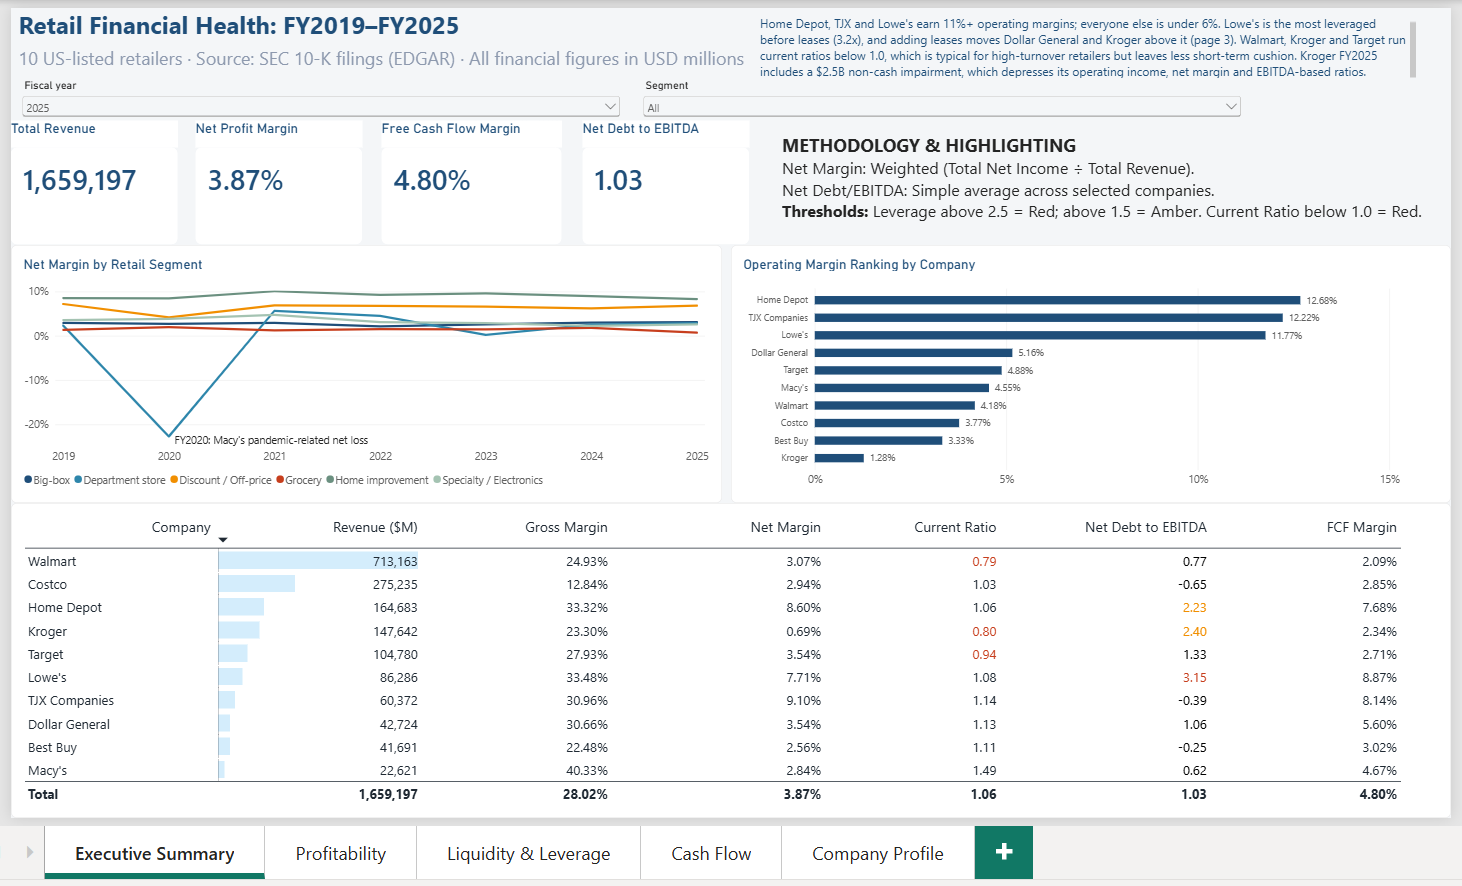 Retail Financial Health: FY2019–FY2025
10 US-listed retailers · Source: SEC 10-K filings (EDGAR) · All financial figures in USD millions
Home Depot, TJX and Lowe's earn 11%+ operating margins; everyone else is under 6%. Lowe's is the most leveraged
before leases (3.2x), and adding leases moves Dollar General and Kroger above it (page 3). Walmart, Kroger and Target run
current ratios below 1.0, which is typical for high-turnover retailers but leaves less short-term cushion. Kroger FY2025
includes a $2.5B non-cash impairment, which depresses its operating income, net margin and EBITDA-based ratios.
Fiscal year
2025
Segment
All
Total Revenue
1,659,197
Net Profit Margin
3.87%
Free Cash Flow Margin
4.80%
Net Debt to EBITDA
1.03
METHODOLOGY & HIGHLIGHTING
Net Margin: Weighted (Total Net Income ÷ Total Revenue).
Net Debt/EBITDA: Simple average across selected companies.
Thresholds: Leverage above 2.5 = Red; above 1.5 = Amber. Current Ratio below 1.0 = Red.
Net Margin by Retail Segment
10%
0%
-10%
-20%
FY2020: Macy's pandemic-related net loss
2019 2020 2021 2022 2023 2024 2025
Big-box Department store Discount / Off-price Grocery Home improvement Specialty / Electronics
Operating Margin Ranking by Company
Home Depot 12.68%
TJX Companies 12.22%
Lowe's 11.77%
Dollar General 5.16%
Target 4.88%
Macy's 4.55%
Walmart 4.18%
Costco 3.77%
Best Buy 3.33%
Kroger 1.28%
0% 5% 10% 15%
Company Revenue ($M) Gross Margin Net Margin Current Ratio Net Debt to EBITDA FCF Margin
Walmart 713,163 24.93% 3.07% 0.79 0.77 2.09%
Costco 275,235 12.84% 2.94% 1.03 -0.65 2.85%
Home Depot 164,683 33.32% 8.60% 1.06 2.23 7.68%
Kroger 147,642 23.30% 0.69% 0.80 2.40 2.34%
Target 104,780 27.93% 3.54% 0.94 1.33 2.71%
Lowe's 86,286 33.48% 7.71% 1.08 3.15 8.87%
TJX Companies 60,372 30.96% 9.10% 1.14 -0.39 8.14%
Dollar General 42,724 30.66% 3.54% 1.13 1.06 5.60%
Best Buy 41,691 22.48% 2.56% 1.11 -0.25 3.02%
Macy's 22,621 40.33% 2.84% 1.49 0.62 4.67%
Total 1,659,197 28.02% 3.87% 1.06 1.03 4.80%
Executive Summary Profitability Liquidity & Leverage Cash Flow Company Profile +